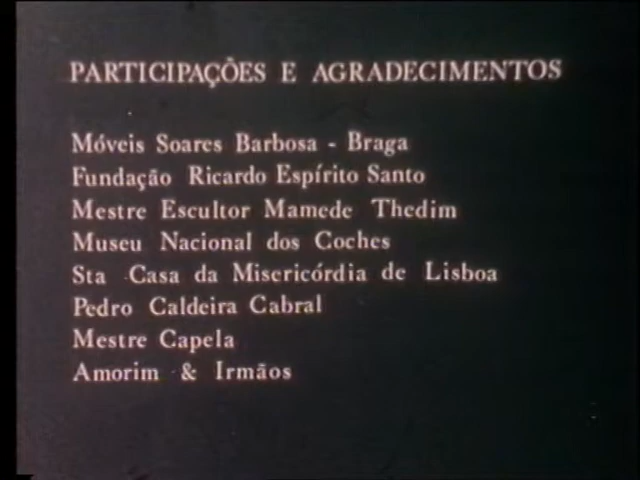 PARTICIPAÇÕES E AGRADECIMENTOS
Móveis Soares Barbosa - Braga
Fundação Ricardo Espírito Santo
Mestre Escultor Mamede Thedim
Museu Nacional dos Coches
Sta Casa da Misericórdia de Lisboa
Pedro Caldeira Cabral
Mestre Capela
Amorim & Irmãos